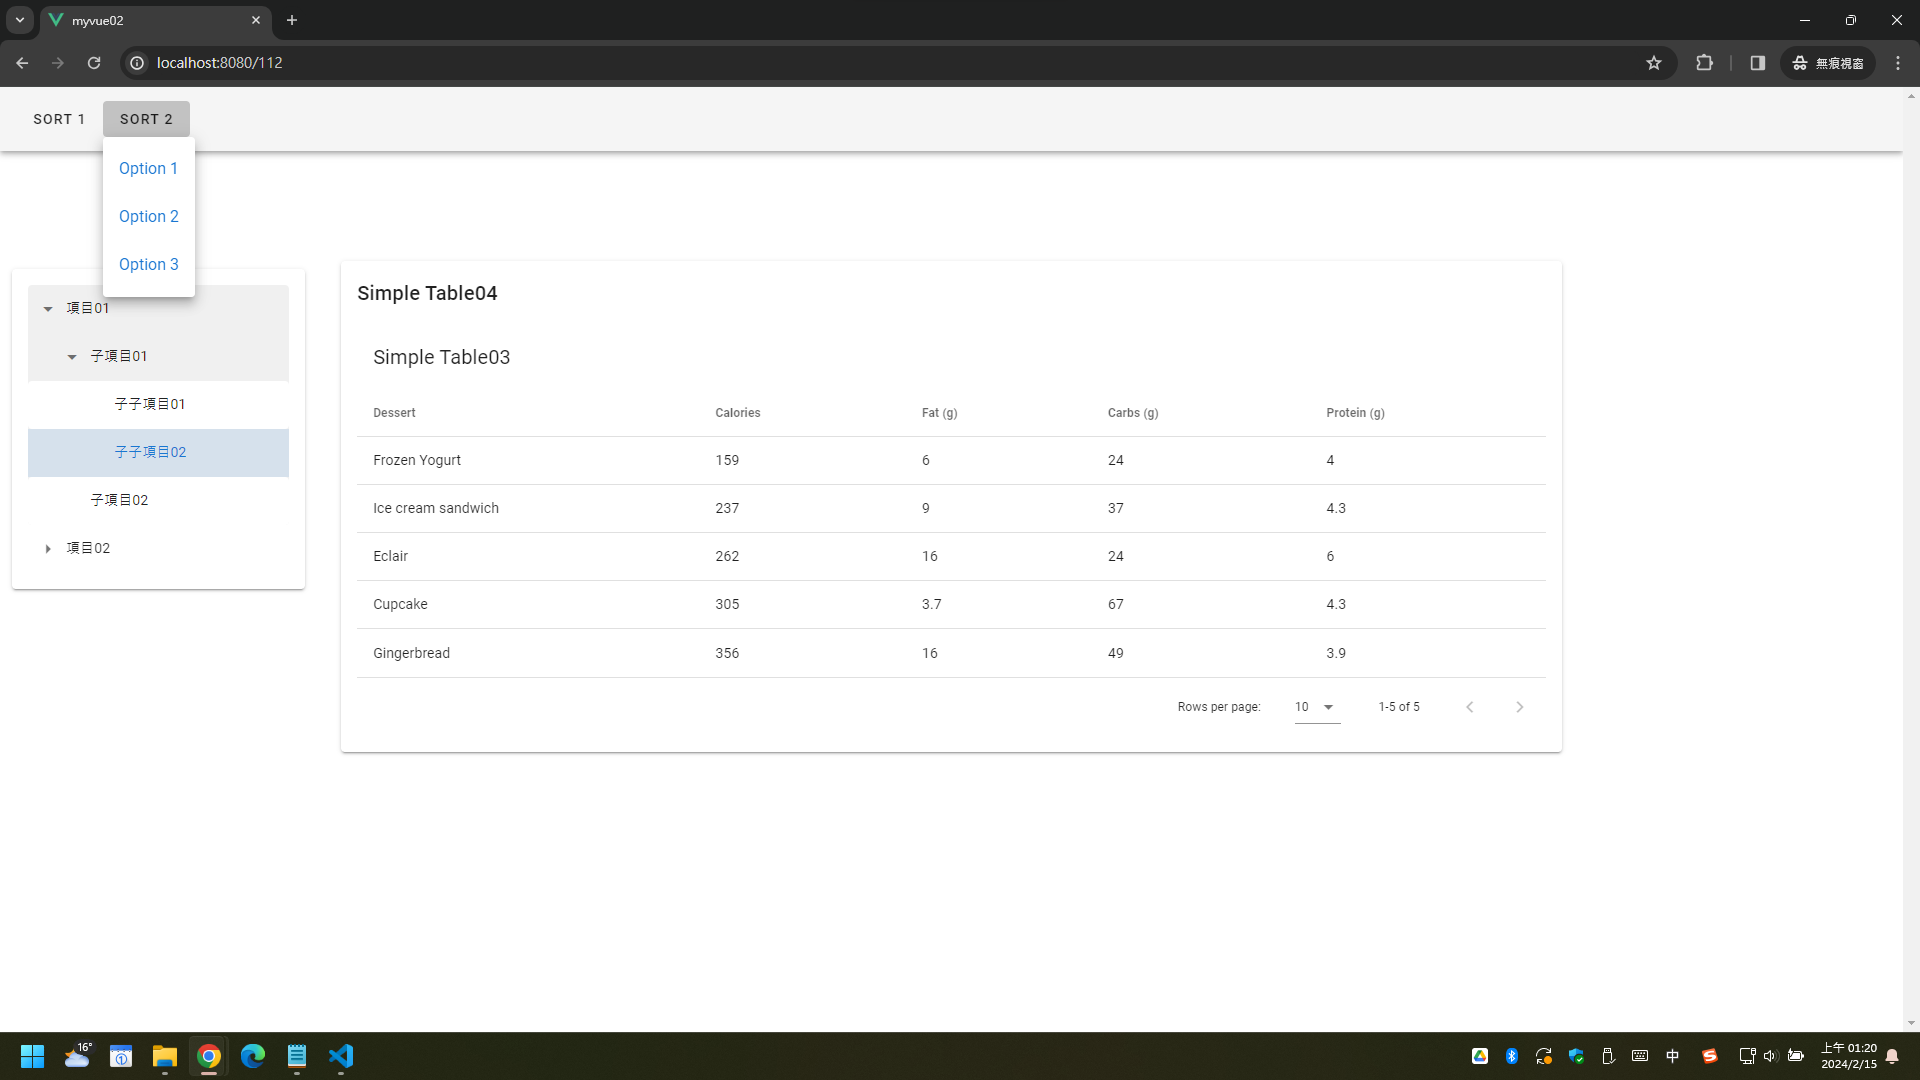 myvue02
localhost:8080/112
無痕視窗
SORT 1
SORT 2
Option 1
Option 2
Option 3
項目01
子項目01
子子項目01
子子項目02
子項目02
項目02
Simple Table04
Simple Table03
Dessert Calories Fat (g) Carbs (g) Protein (g)
Frozen Yogurt 159 6 24 4
Ice cream sandwich 237 9 37 4.3
Eclair 262 16 24 6
Cupcake 305 3.7 67 4.3
Gingerbread 356 16 49 3.9
Rows per page: 10 1-5 of 5
16°
中
上午 01:20
2024/2/15